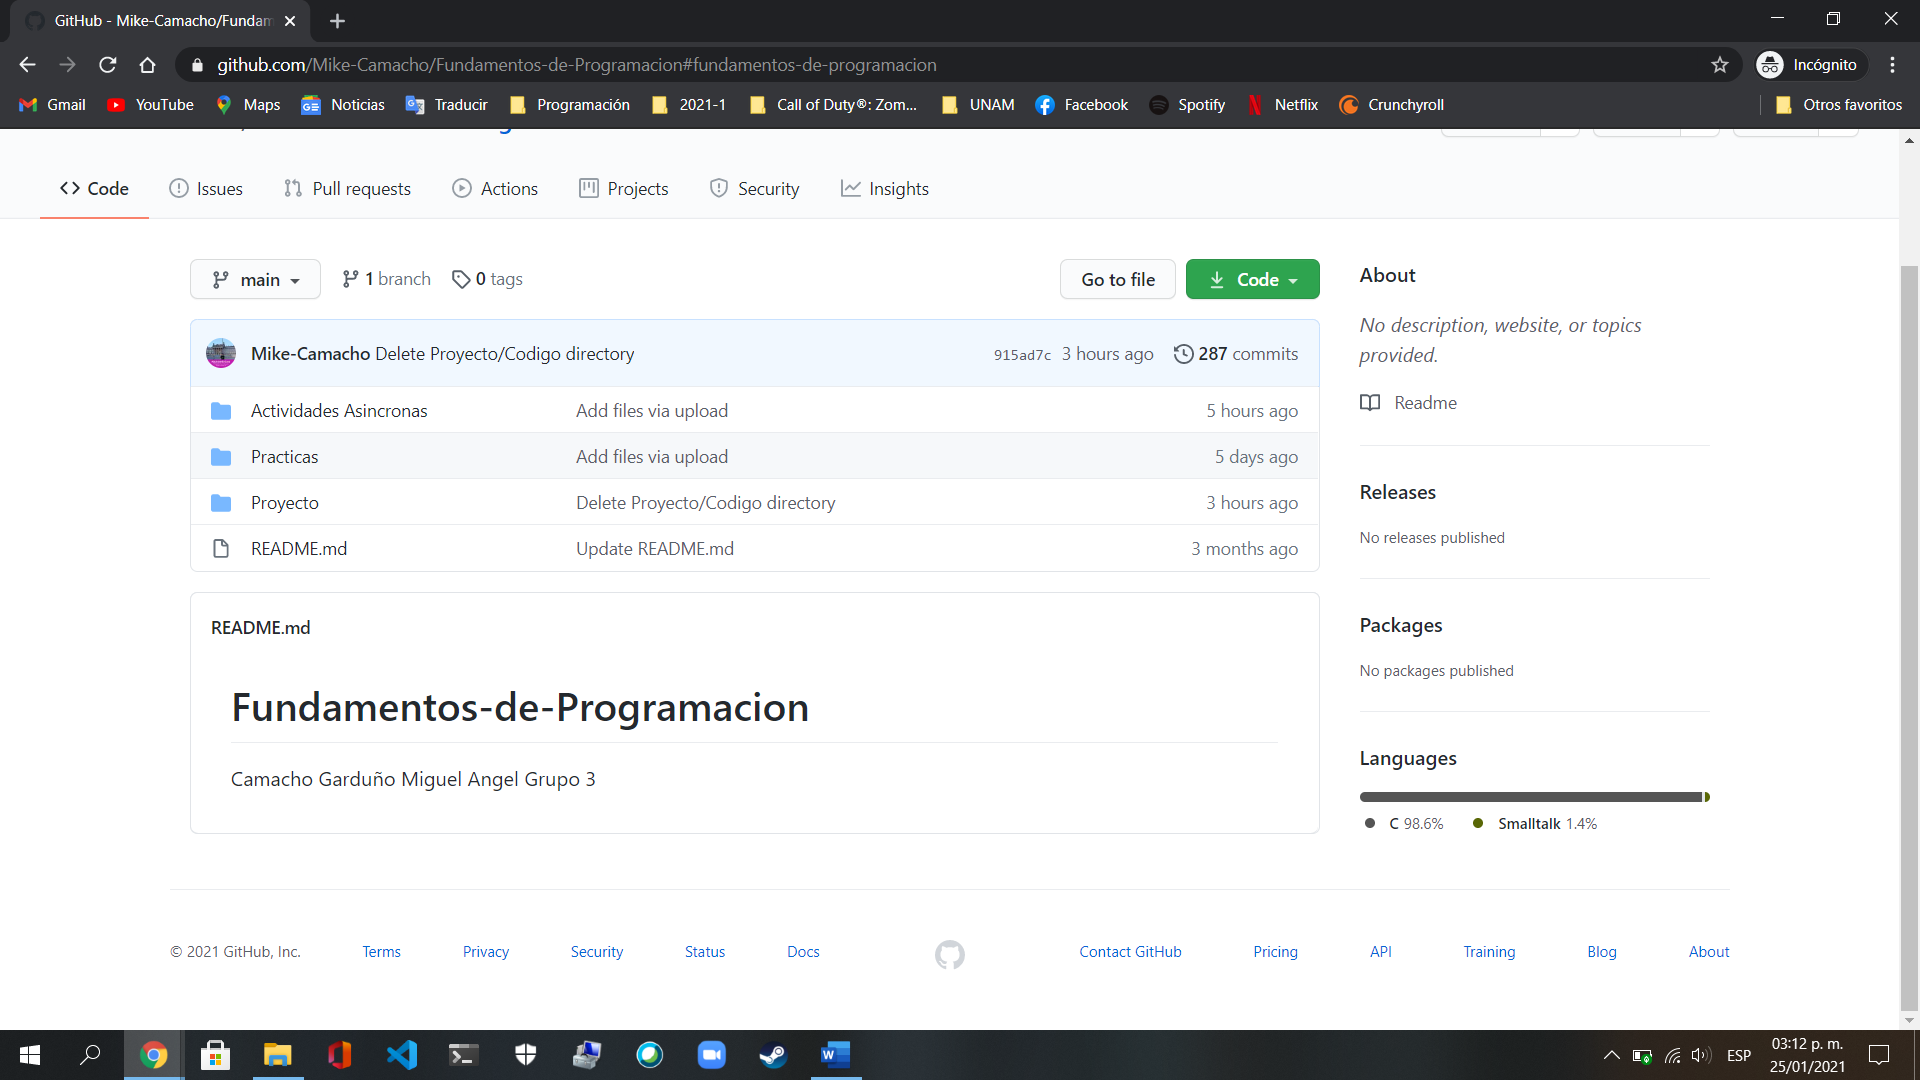 GitHub - Mike-Camacho/Fundam
github.com/Mike-Camacho/Fundamentos-de-Programacion#fundamentos-de-programacion
Incógnito
Gmail YouTube Maps Noticias Traducir Programación 2021-1 Call of Duty®: Zom... UNAM Facebook Spotify Netflix Crunchyroll Otros favoritos
Code Issues Pull requests Actions Projects Security Insights
main 1 branch 0 tags Go to file Code
Mike-Camacho Delete Proyecto/Codigo directory 915ad7c 3 hours ago 287 commits
Actividades Asincronas Add files via upload 5 hours ago
Practicas Add files via upload 5 days ago
Proyecto Delete Proyecto/Codigo directory 3 hours ago
README.md Update README.md 3 months ago
README.md
Fundamentos-de-Programacion
Camacho Garduño Miguel Angel Grupo 3
About
No description, website, or topics
provided.
Readme
Releases
No releases published
Packages
No packages published
Languages
C 98.6% Smalltalk 1.4%
© 2021 GitHub, Inc. Terms Privacy Security Status Docs Contact GitHub Pricing API Training Blog About
ESP
03:12 p. m.
25/01/2021